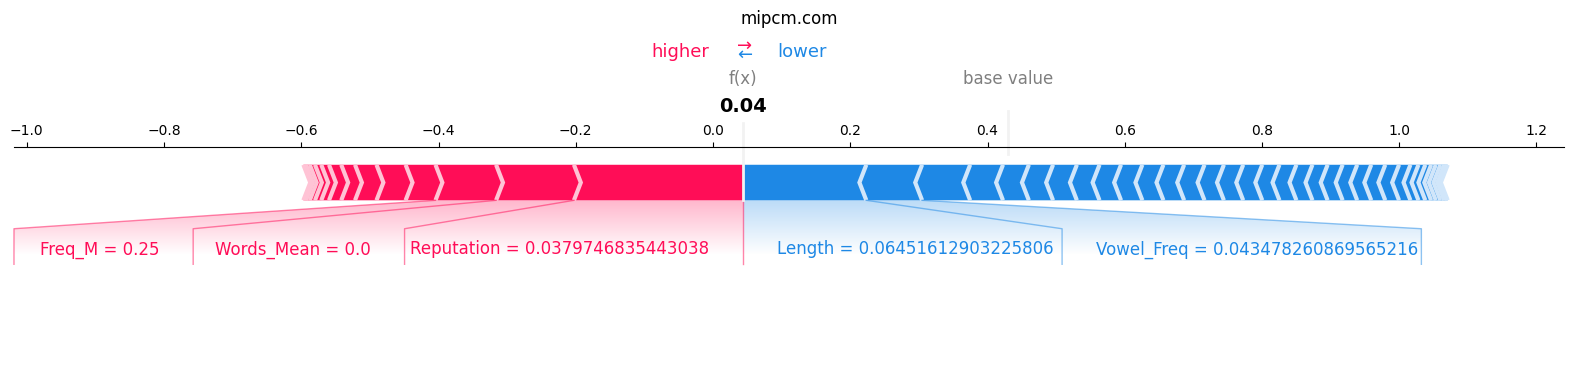 mipcm.com
higher ⇄ lower
f(x) base value
0.04
−1.0 −0.8 −0.6 −0.4 −0.2 0.0 0.2 0.4 0.6 0.8 1.0 1.2
Freq_M = 0.25 Words_Mean = 0.0 Reputation = 0.0379746835443038 Length = 0.06451612903225806 Vowel_Freq = 0.043478260869565216